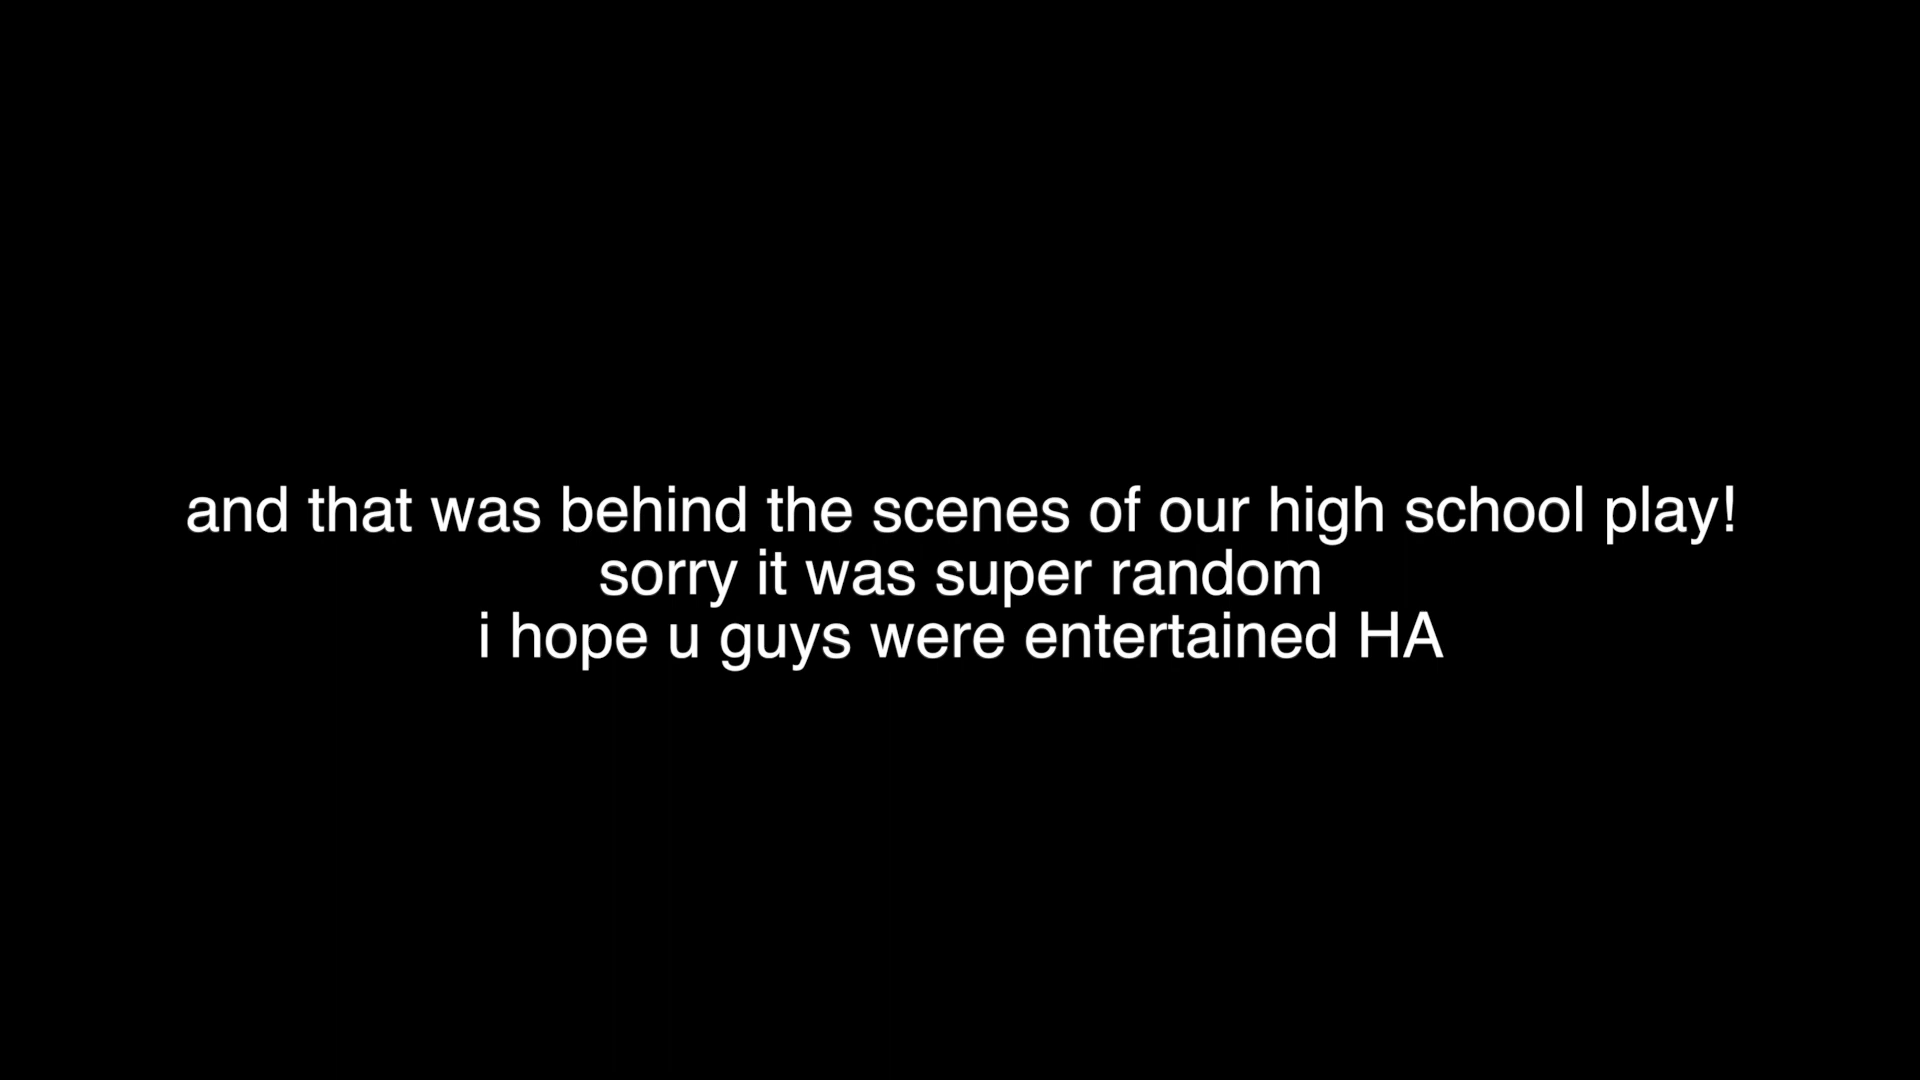 and that was behind the scenes of our high school play!
sorry it was super random
i hope u guys were entertained HA